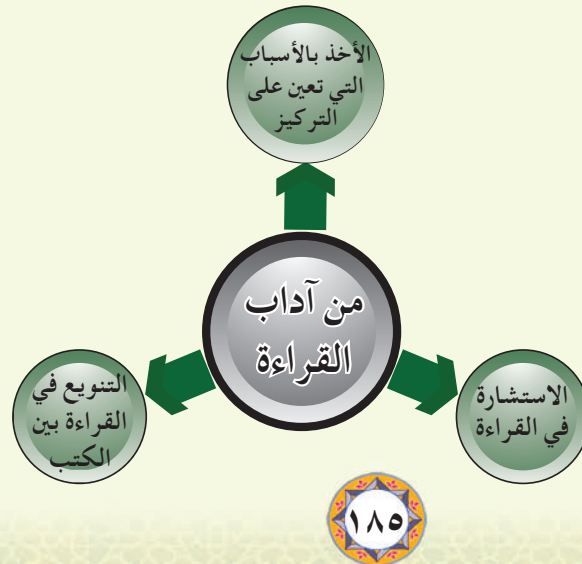 الأخذ بالأسباب
التي تعين على
التركيز
من آداب
القراءة
الاستشارة
في القراءة
التنويع في
القراءة بين
الكتب
١٨٥